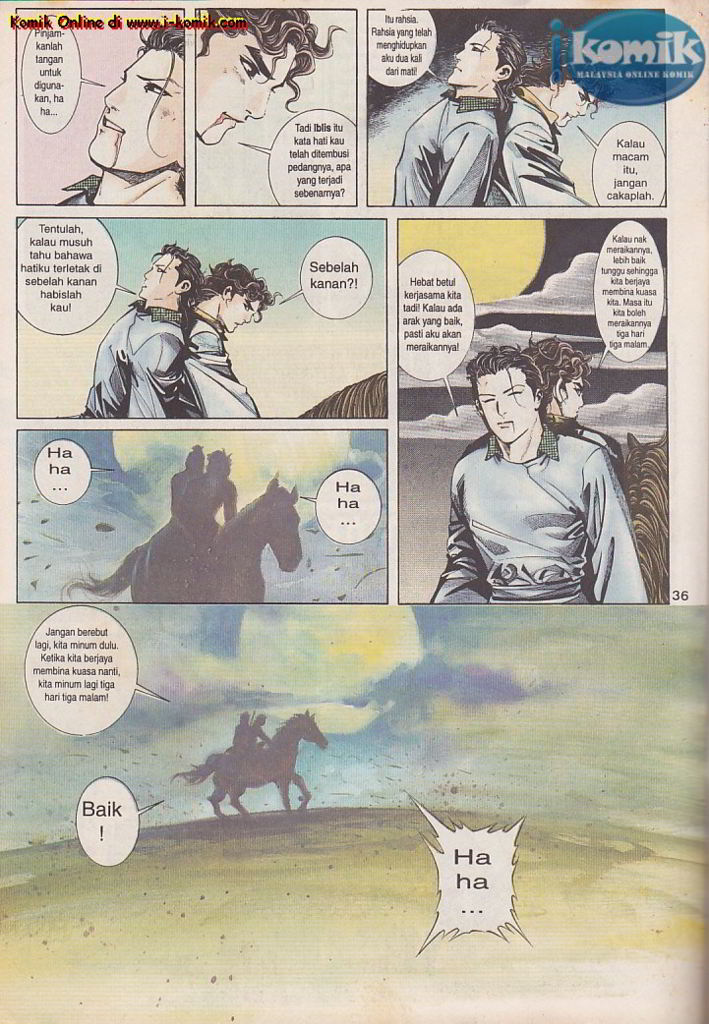 Komik Online di www.i-komik.com
ikomik
MALAYSIA ONLINE KOMIK
Pinjam-
kanlah
tangan
untuk
diguna-
kan, ha
ha...
Tadi Iblis itu
kata hati kau
telah ditembusi
pedangnya, apa
yang terjadi
sebenarnya?
Itu rahsia.
Rahsia yang telah
menghidupkan
aku dua kali
dari mati!
Kalau
macam
itu,
jangan
cakaplah.
Tentulah,
kalau musuh
tahu bahawa
hatiku terletak di
sebelah kanan
habislah
kau!
Sebelah
kanan?!
Hebat betul
kerjasama kita
tadi! Kalau ada
arak yang baik,
pasti aku akan
meraikannya!
Kalau nak
meraikannya,
lebih baik
tunggu sehingga
kita berjaya
membina kuasa
kita. Masa itu
kita boleh
meraikannya
tiga hari
tiga malam.
Ha
ha
...
Ha
ha
...
36
Jangan berebut
lagi, kita minum dulu.
Ketika kita berjaya
membina kuasa nanti,
kita minum lagi tiga
hari tiga malam!
Baik
!
Ha
ha
...